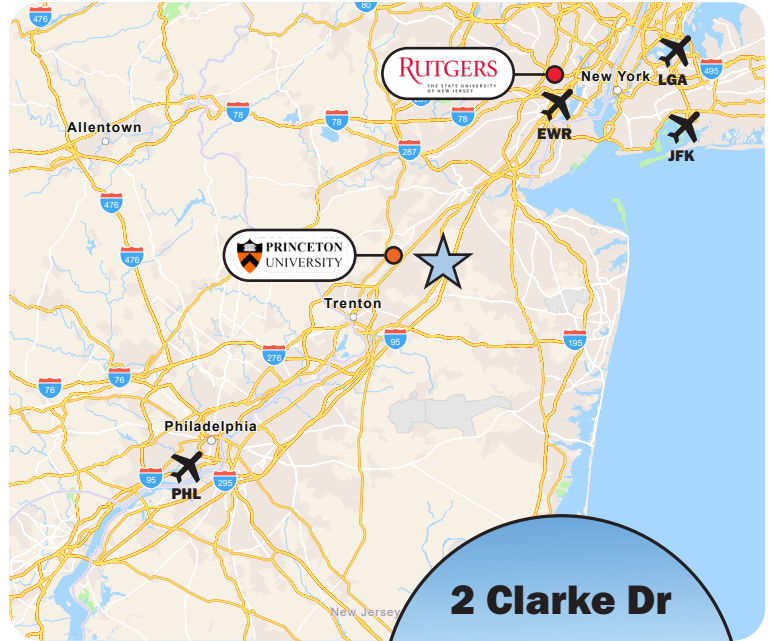 476
80
RUTGERS
THE STATE UNIVERSITY
OF NEW JERSEY
New York
LGA
495
78
78
78
EWR
Allentown
JFK
287
476
PRINCETON
UNIVERSITY
476
Trenton
95
195
276
76
76
Philadelphia
95
PHL
295
2 Clarke Dr
New Jersey